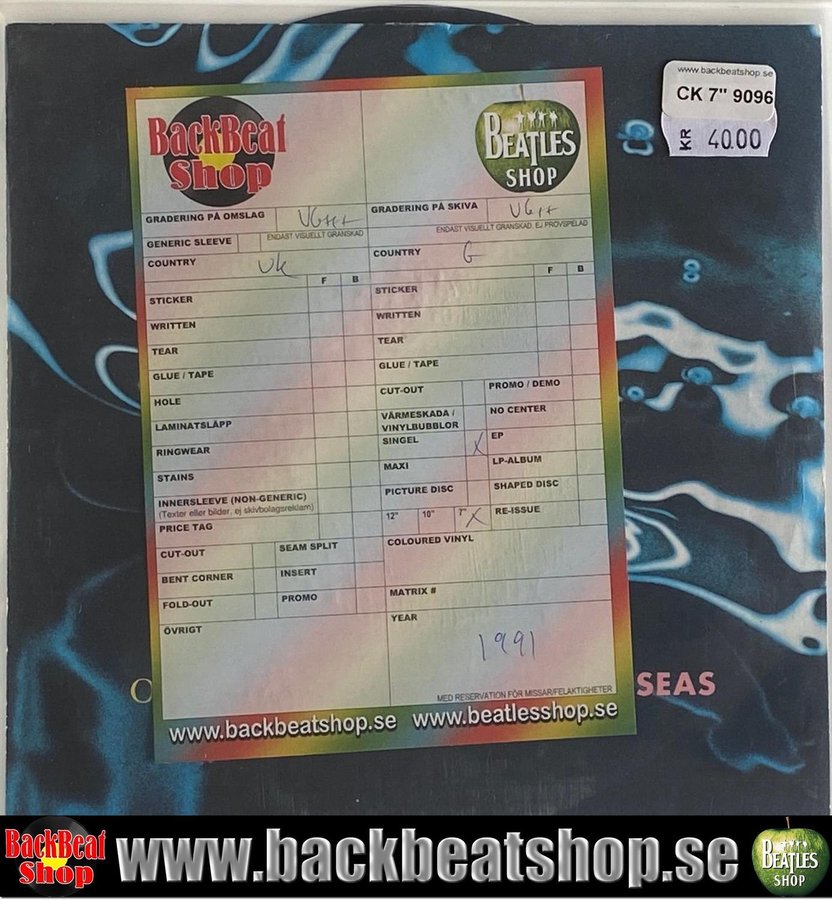 www.backbeatshop.se
CK 7" 9096
KR 40.00
BackBeat
Shop
BEATLES
SHOP
GRADERING PÅ OMSLAG VG++
GRADERING PÅ SKIVA VG++
ENDAST VISUELLT GRANSKAD
ENDAST VISUELLT GRANSKAD, EJ PROVSPELAD
GENERIC SLEEVE
COUNTRY UK
COUNTRY G
F B
F B
STICKER
STICKER
WRITTEN
WRITTEN
TEAR
TEAR
GLUE / TAPE
GLUE / TAPE
HOLE
CUT-OUT
PROMO / DEMO
LAMINATSLÄPP
VÄRMESKADA /
VINYLBUBBLOR
NO CENTER
RINGWEAR
SINGEL X
EP
STAINS
MAXI
LP-ALBUM
INNERSLEEVE (NON-GENERIC)
(Texter eller bilder, ej skivbolagsreklam)
PICTURE DISC
SHAPED DISC
PRICE TAG
12" 10" 7" X
RE-ISSUE
CUT-OUT
SEAM SPLIT
COLOURED VINYL
BENT CORNER
INSERT
FOLD-OUT
PROMO
MATRIX #
ÖVRIGT
YEAR
1991
MED RESERVATION FÖR MISSAR/FELAKTIGHETER
www.backbeatshop.se www.beatlesshop.se
SEAS
BackBeat
Shop
www.backbeatshop.se
BEATLES
SHOP